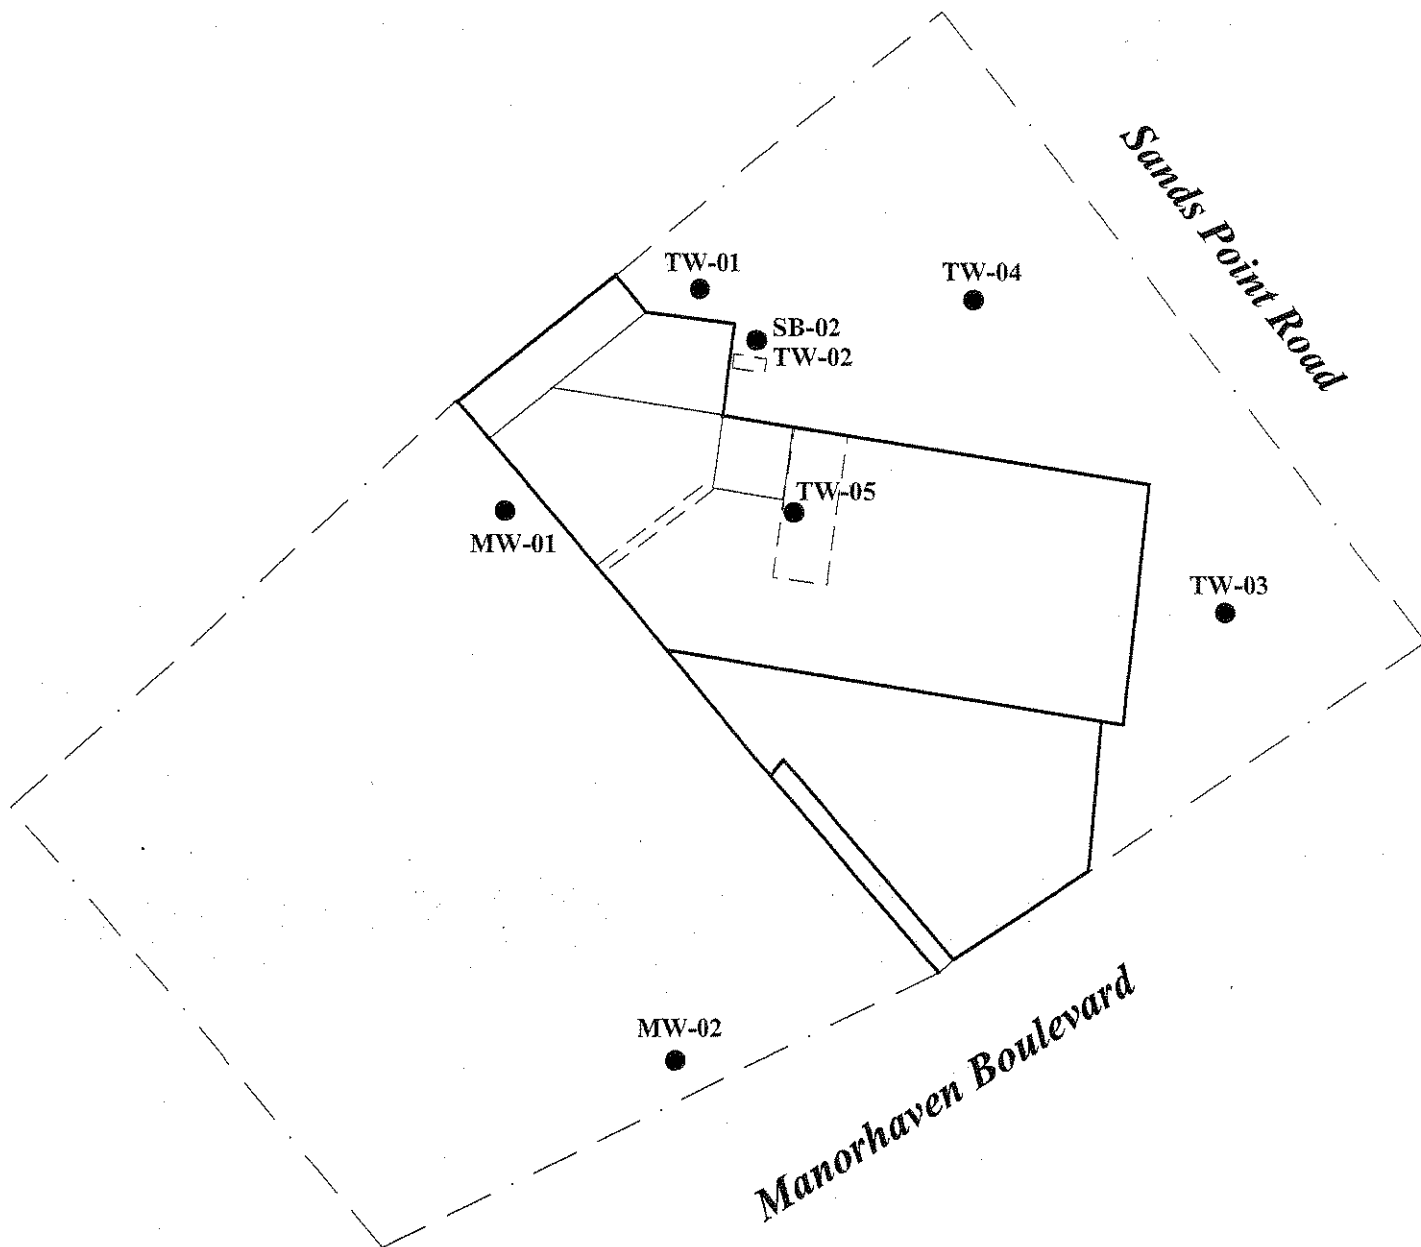 Sands Point Road
TW-01
TW-04
SB-02
TW-02
TW-05
MW-01
TW-03
MW-02
Manorhaven Boulevard